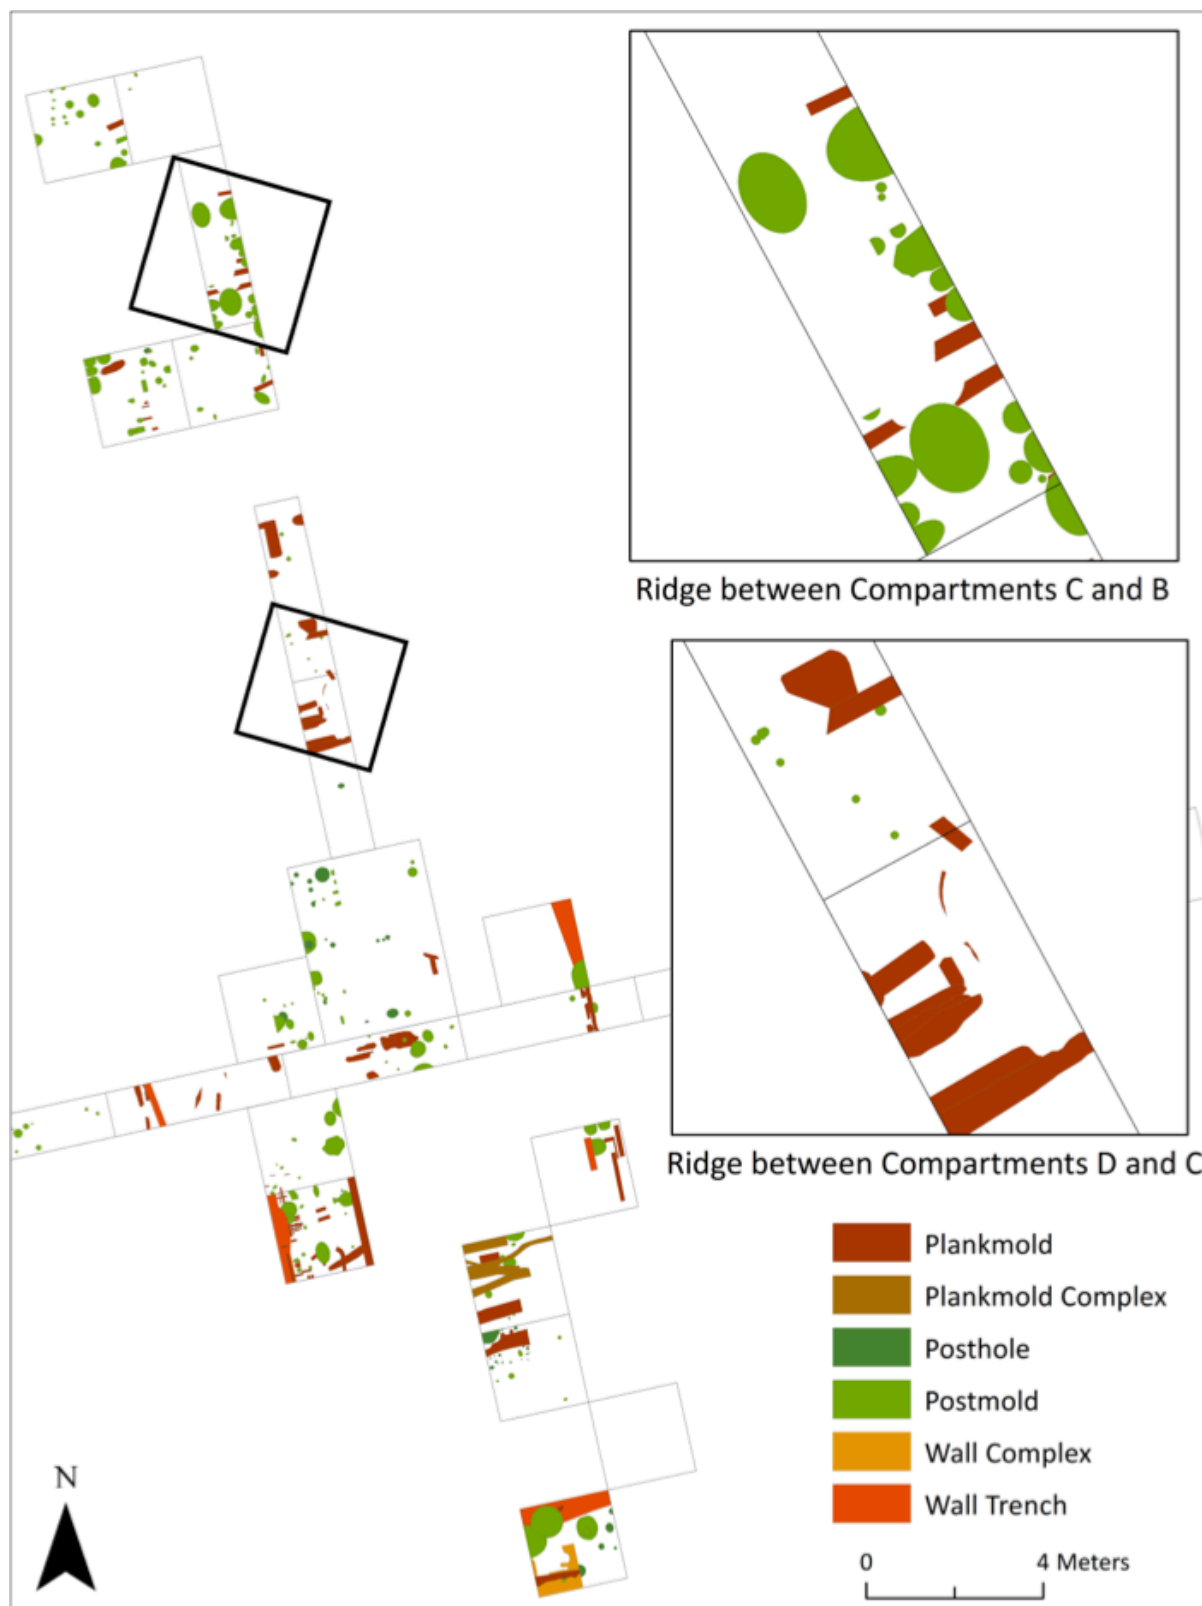 Ridge between Compartments C and B
Ridge between Compartments D and C
Plankmold
Plankmold Complex
Posthole
Postmold
Wall Complex
Wall Trench
N
0 4 Meters